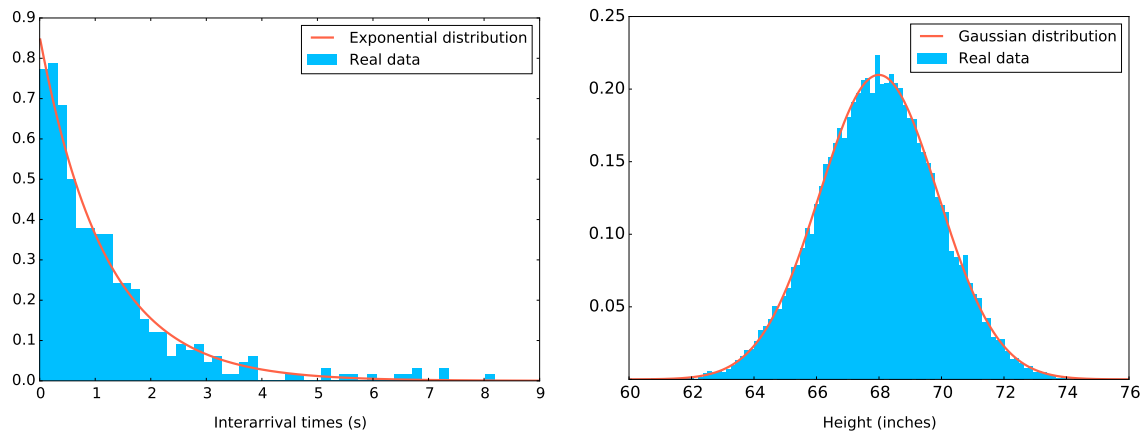 0.9
0.8
0.7
0.6
0.5
0.4
0.3
0.2
0.1
0.0
0 1 2 3 4 5 6 7 8 9
Interarrival times (s)
Exponential distribution
Real data
0.25
0.20
0.15
0.10
0.05
60 62 64 66 68 70 72 74 76
Height (inches)
Gaussian distribution
Real data